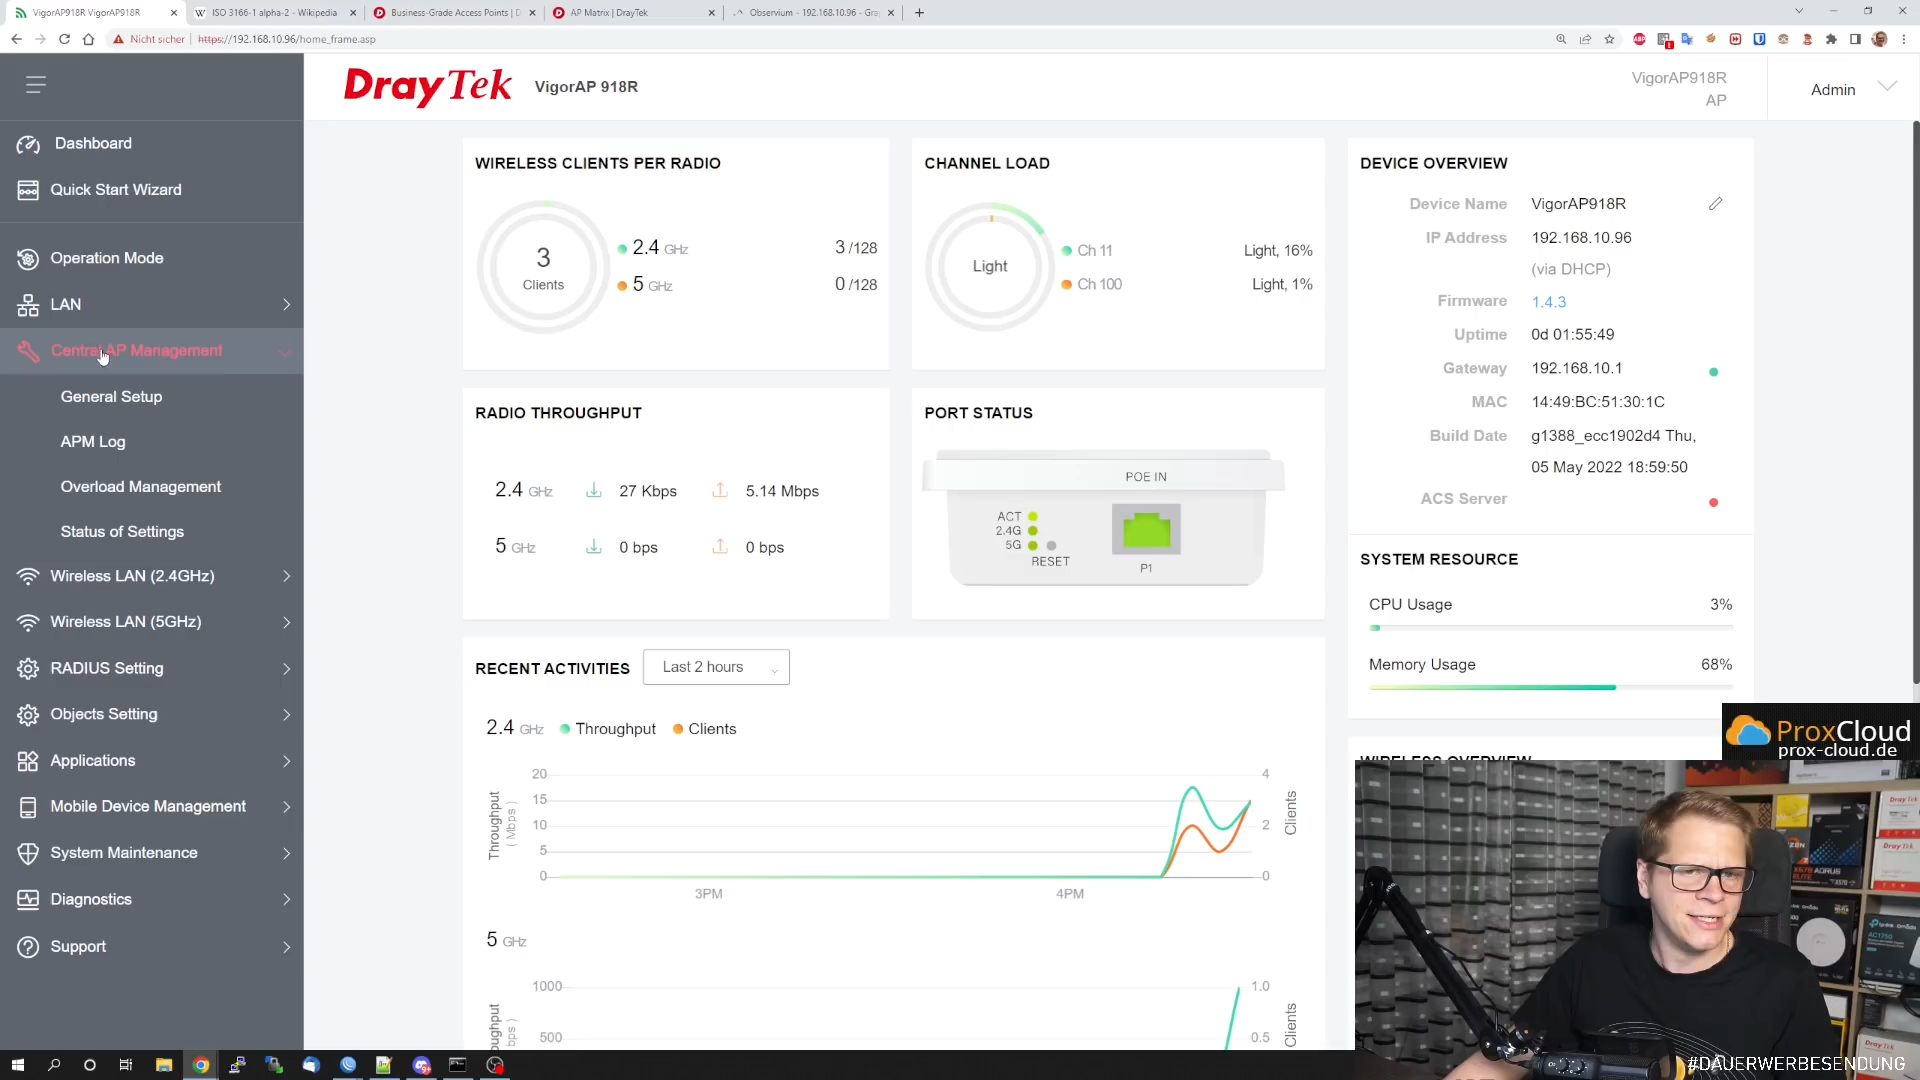 VigorAP918R VigorAP918R
ISO 3166-1 alpha-2 - Wikipedia
Business-Grade Access Points | D
AP Matrix | DrayTek
Observium - 192.168.10.96 - Gra
Nicht sicher
https://192.168.10.96/home_frame.asp
Dashboard
Quick Start Wizard
Operation Mode
LAN
Central AP Management
General Setup
APM Log
Overload Management
Status of Settings
Wireless LAN (2.4GHz)
Wireless LAN (5GHz)
RADIUS Setting
Objects Setting
Applications
Mobile Device Management
System Maintenance
Diagnostics
Support
DrayTek
VigorAP 918R
VigorAP918R
AP
Admin
WIRELESS CLIENTS PER RADIO
3
Clients
2.4 GHz 3 /128
5 GHz 0 /128
CHANNEL LOAD
Light
Ch 11 Light, 16%
Ch 100 Light, 1%
RADIO THROUGHPUT
2.4 GHz 27 Kbps 5.14 Mbps
5 GHz 0 bps 0 bps
PORT STATUS
POE IN
ACT
2.4G
5G
RESET
P1
DEVICE OVERVIEW
Device Name VigorAP918R
IP Address 192.168.10.96
(via DHCP)
Firmware 1.4.3
Uptime 0d 01:55:49
Gateway 192.168.10.1
MAC 14:49:BC:51:30:1C
Build Date g1388_ecc1902d4 Thu,
05 May 2022 18:59:50
ACS Server
SYSTEM RESOURCE
CPU Usage 3%
Memory Usage 68%
WIRELESS OVERVIEW
RECENT ACTIVITIES
Last 2 hours
2.4 GHz Throughput Clients
20
15
10
5
0
Throughput
( Mbps )
4
2
0
Clients
3PM
4PM
5 GHz
1000
500
1.0
0.5
Clients
ProxCloud
prox-cloud.de
#DAUERWERBESENDUNG